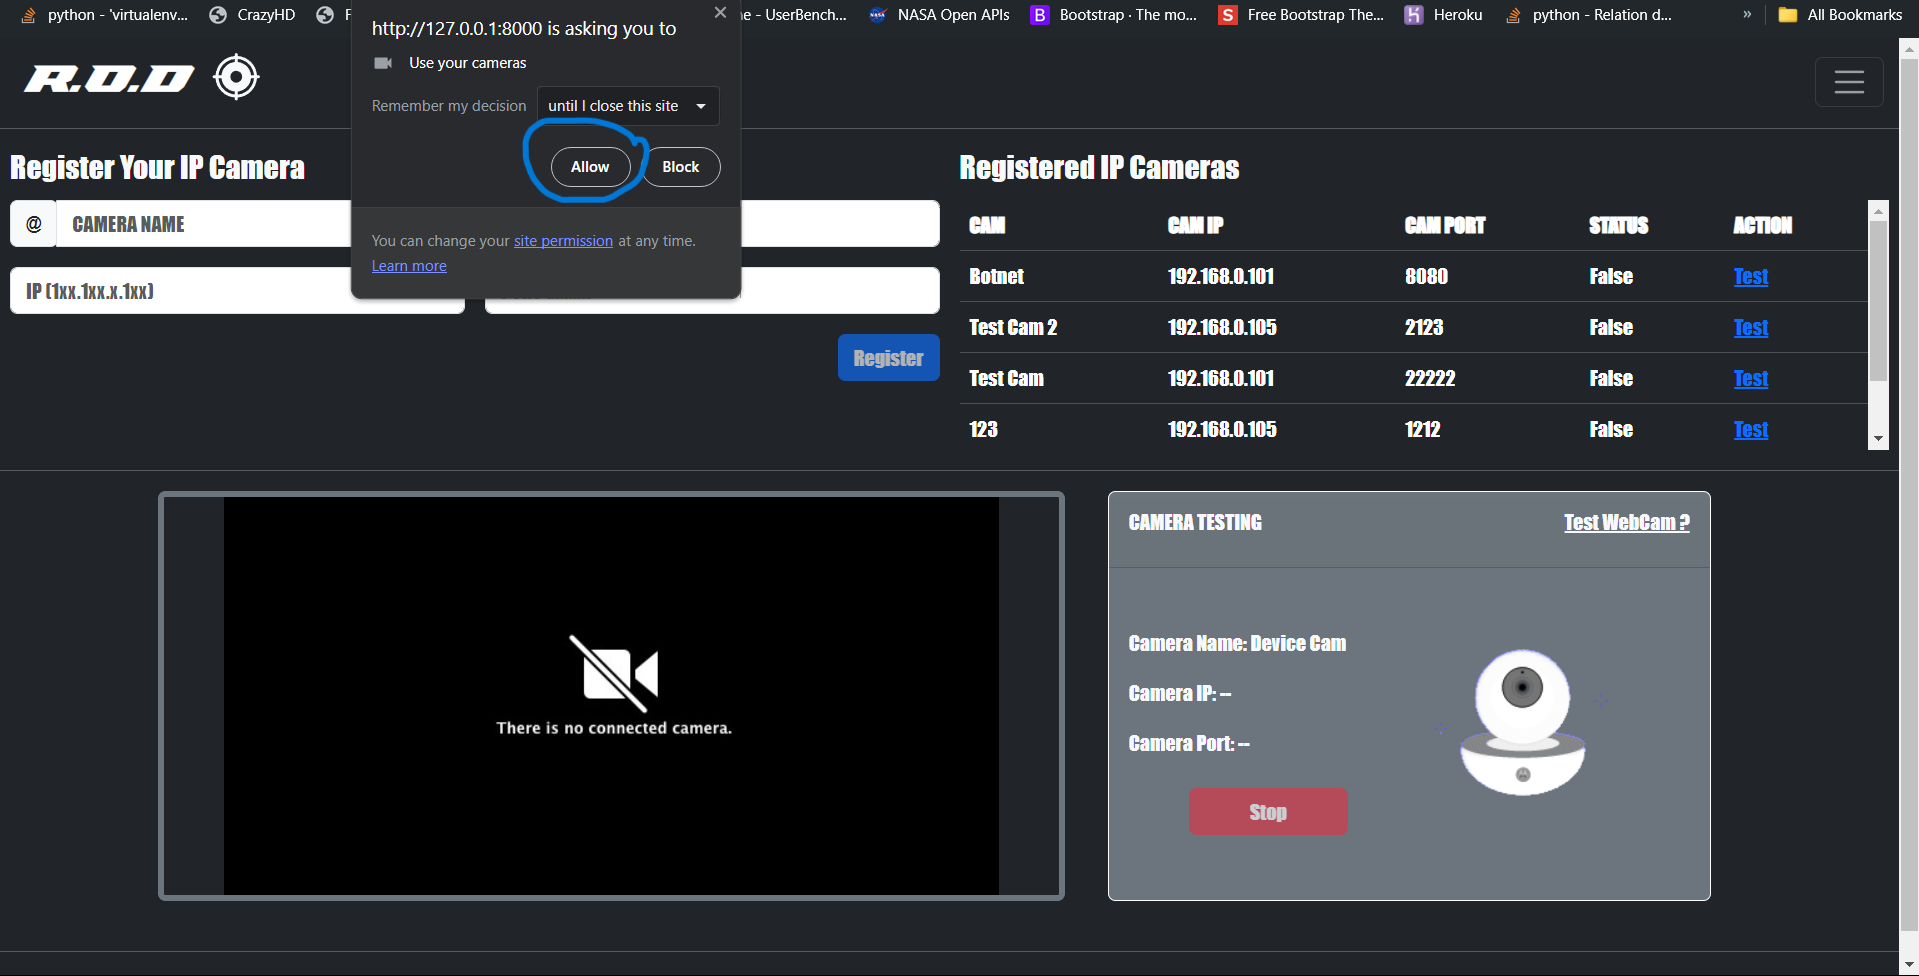 python - 'virtualenv...
CrazyHD
F
e - UserBench...
NASA Open APIs
B
Bootstrap · The mo...
S
Free Bootstrap The...
Heroku
python - Relation d...
»
All Bookmarks
http://127.0.0.1:8000 is asking you to
Use your cameras
Remember my decision
until I close this site
Allow
Block
You can change your site permission at any time.
Learn more
R.O.D
Register Your IP Camera
@
CAMERA NAME
IP (1xx.1xx.x.1xx)
Register
Registered IP Cameras
CAM CAM IP CAM PORT STATUS ACTION
Botnet 192.168.0.101 8080 False Test
Test Cam 2 192.168.0.105 2123 False Test
Test Cam 192.168.0.101 22222 False Test
123 192.168.0.105 1212 False Test
There is no connected camera.
CAMERA TESTING
Test WebCam ?
Camera Name: Device Cam
Camera IP: --
Camera Port: --
Stop